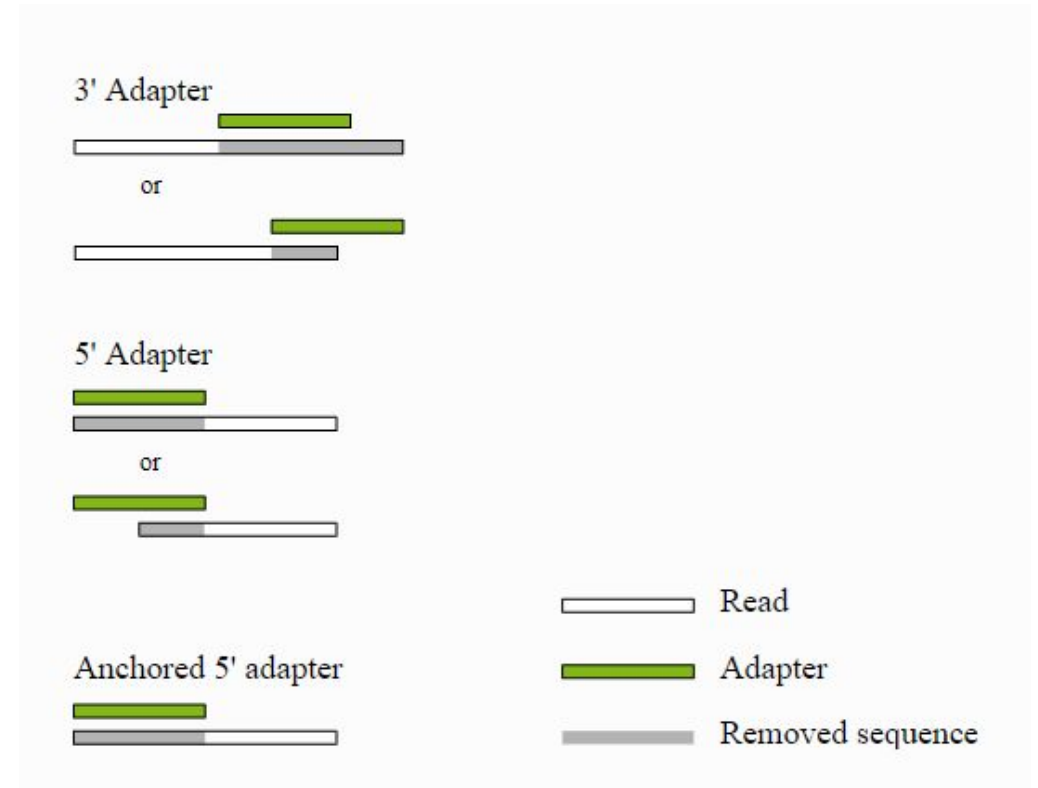 3' Adapter
or
5' Adapter
or
Anchored 5' adapter
Read
Adapter
Removed sequence